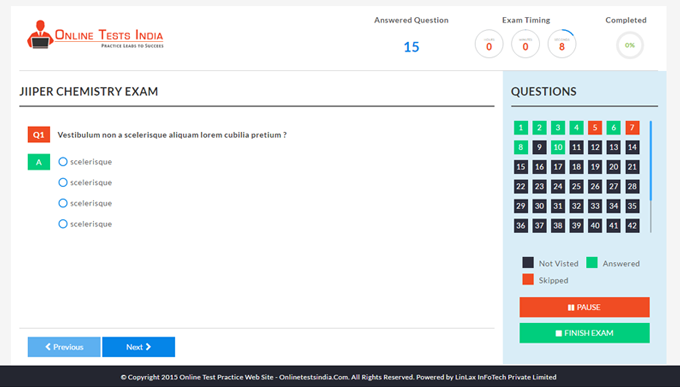 ONLINE TESTS INDIA
PRACTICE LEADS TO SUCCESS
Answered Question
15
Exam Timing
0 0 8
Completed
0%
JIIPER CHEMISTRY EXAM
Q1 Vestibulum non a scelerisque aliquam lorem cubilia pretium ?
A scelerisque
scelerisque
scelerisque
scelerisque
Previous Next
QUESTIONS
1 2 3 4 5 6 7
8 9 10 11 12 13 14
15 16 17 18 19 20 21
22 23 24 25 26 27 28
29 30 31 32 33 34 35
36 37 38 39 40 41 42
Not Visted Answered
Skipped
PAUSE
FINISH EXAM
© Copyright 2015 Online Test Practice Web Site - Onlinetestsindia.Com. All Rights Reserved. Powered by LinLax InFoTech Private Limited